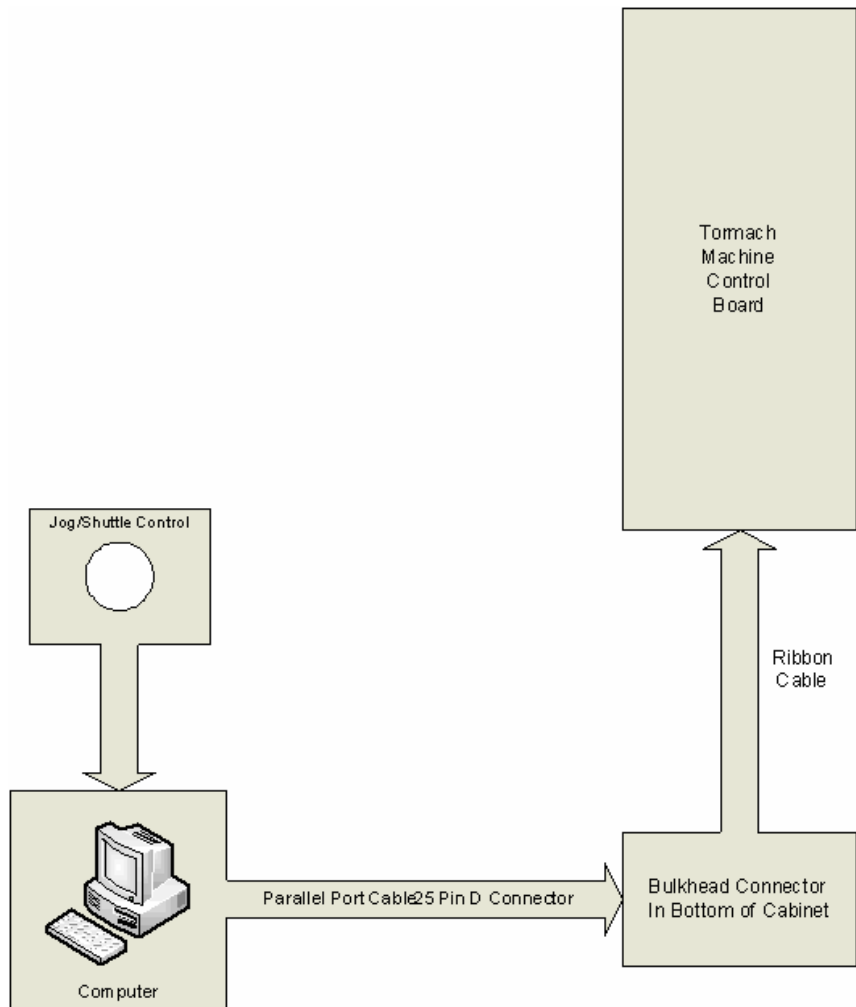 Tormach
Machine
Control
Board
Jog/Shuttle Control
Ribbon
Cable
Parallel Port Cable25 Pin D Connector
Bulkhead Connector
In Bottom of Cabinet
Computer